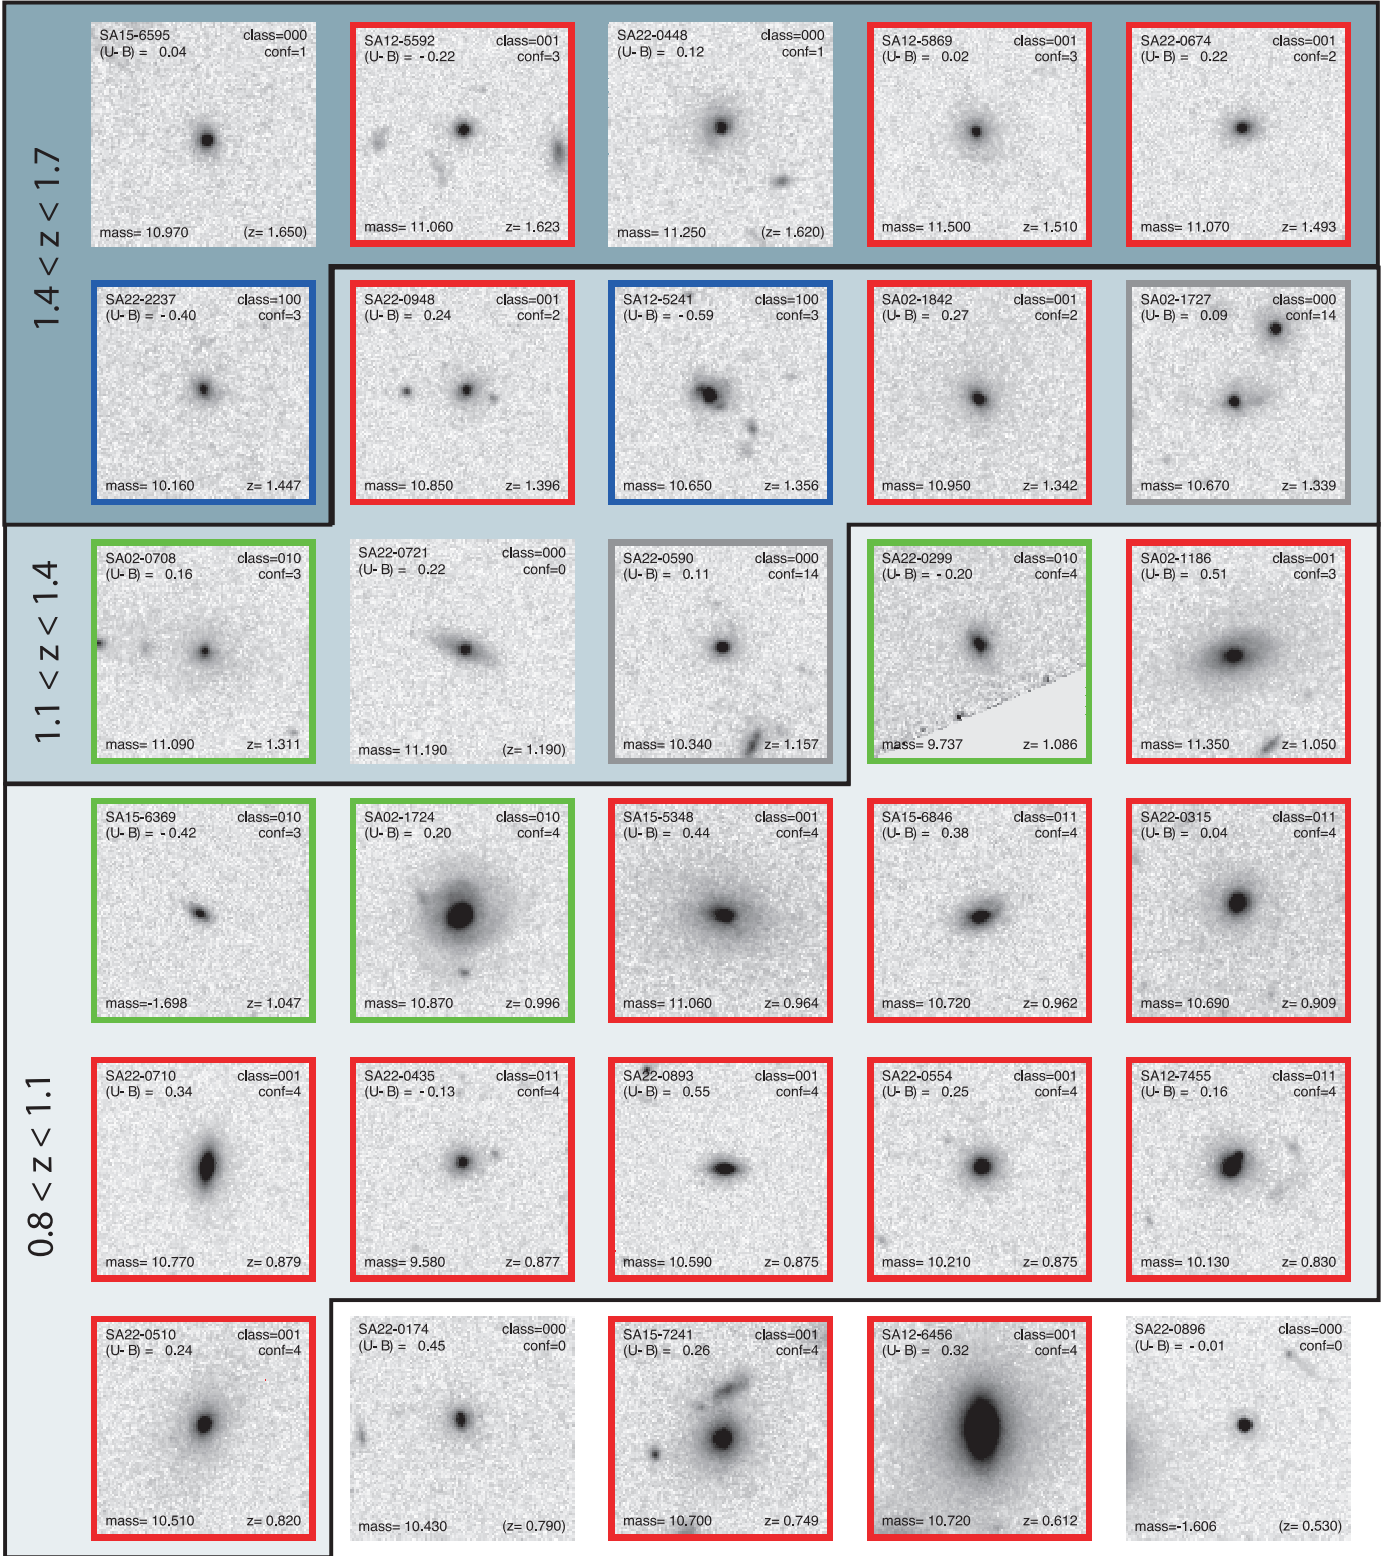 1.4 < z < 1.7
SA15-6595 class=000
(U- B) = 0.04 conf=1
mass= 10.970 (z= 1.650)
SA12-5592 class=001
(U- B) = - 0.22 conf=3
mass= 11.060 z= 1.623
SA22-0448 class=000
(U- B) = 0.12 conf=1
mass= 11.250 (z= 1.620)
SA12-5869 class=001
(U- B) = 0.02 conf=3
mass= 11.500 z= 1.510
SA22-0674 class=001
(U- B) = 0.22 conf=2
mass= 11.070 z= 1.493
SA22-2237 class=100
(U- B) = - 0.40 conf=3
mass= 10.160 z= 1.447
SA22-0948 class=001
(U- B) = 0.24 conf=2
mass= 10.850 z= 1.396
SA12-5241 class=100
(U- B) = - 0.59 conf=3
mass= 10.650 z= 1.356
SA02-1842 class=001
(U- B) = 0.27 conf=2
mass= 10.950 z= 1.342
SA02-1727 class=000
(U- B) = 0.09 conf=14
mass= 10.670 z= 1.339
1.1 < z < 1.4
SA02-0708 class=010
(U- B) = 0.16 conf=3
mass= 11.090 z= 1.311
SA22-0721 class=000
(U- B) = 0.22 conf=0
mass= 11.190 (z= 1.190)
SA22-0590 class=000
(U- B) = 0.11 conf=14
mass= 10.340 z= 1.157
SA22-0299 class=010
(U- B) = - 0.20 conf=4
mass= 9.737 z= 1.086
SA02-1186 class=001
(U- B) = 0.51 conf=3
mass= 11.350 z= 1.050
0.8 < z < 1.1
SA15-6369 class=010
(U- B) = - 0.42 conf=3
mass=-1.698 z= 1.047
SA02-1724 class=010
(U- B) = 0.20 conf=4
mass= 10.870 z= 0.996
SA15-5348 class=001
(U- B) = 0.44 conf=4
mass= 11.060 z= 0.964
SA15-6846 class=011
(U- B) = 0.38 conf=4
mass= 10.720 z= 0.962
SA22-0315 class=011
(U- B) = 0.04 conf=4
mass= 10.690 z= 0.909
SA22-0710 class=001
(U- B) = 0.34 conf=4
mass= 10.770 z= 0.879
SA22-0435 class=011
(U- B) = - 0.13 conf=4
mass= 9.580 z= 0.877
SA22-0893 class=001
(U- B) = 0.55 conf=4
mass= 10.590 z= 0.875
SA22-0554 class=001
(U- B) = 0.25 conf=4
mass= 10.210 z= 0.875
SA12-7455 class=011
(U- B) = 0.16 conf=4
mass= 10.130 z= 0.830
SA22-0510 class=001
(U- B) = 0.24 conf=4
mass= 10.510 z= 0.820
SA22-0174 class=000
(U- B) = 0.45 conf=0
mass= 10.430 (z= 0.790)
SA15-7241 class=001
(U- B) = 0.26 conf=4
mass= 10.700 z= 0.749
SA12-6456 class=001
(U- B) = 0.32 conf=4
mass= 10.720 z= 0.612
SA22-0896 class=000
(U- B) = - 0.01 conf=0
mass=-1.606 (z= 0.530)